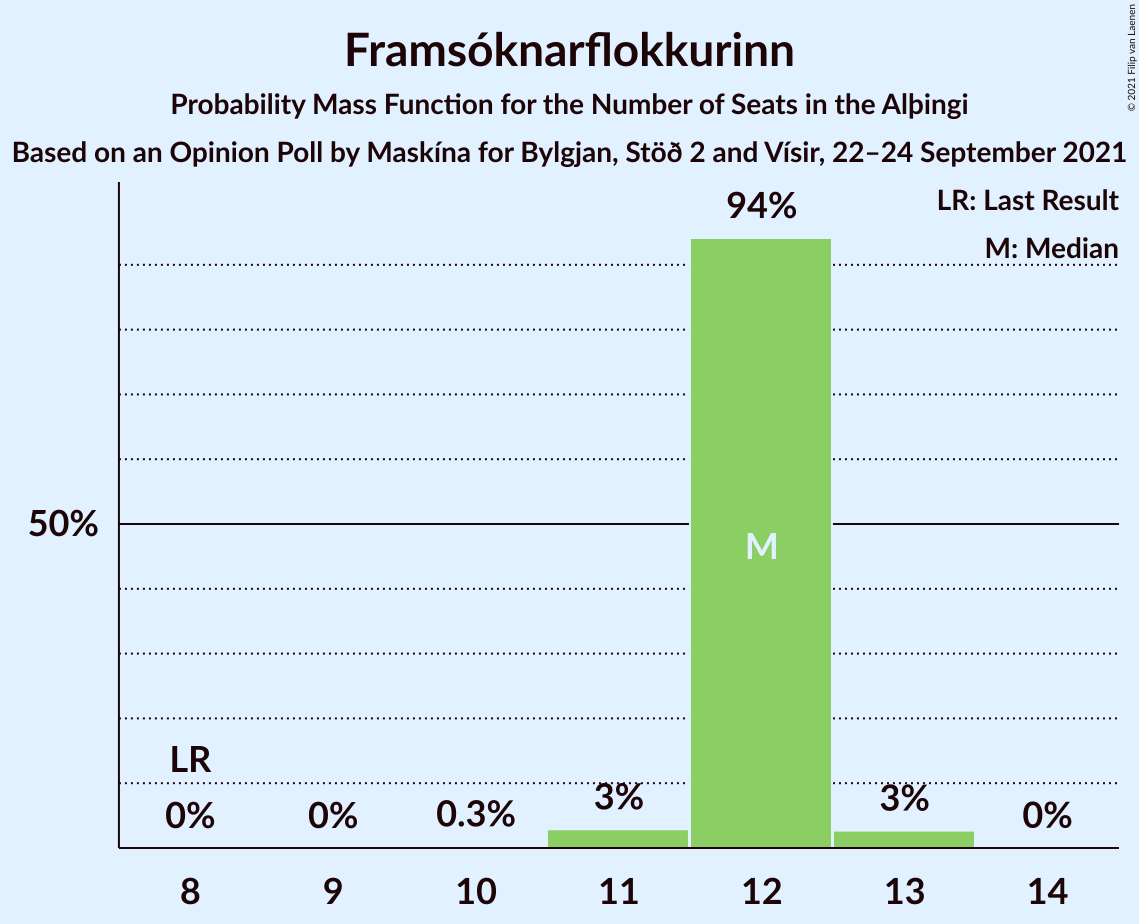 Framsóknarflokkurinn
Probability Mass Function for the Number of Seats in the Alþingi
Based on an Opinion Poll by Maskína for Bylgjan, Stöð 2 and Vísir, 22–24 September 2021
© 2021 Filip van Laenen
LR: Last Result
M: Median
94%
50%
M
LR
0%
0%
0.3%
3%
3%
0%
8 9 10 11 12 13 14